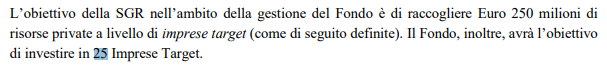 L'obiettivo della SGR nell'ambito della gestione del Fondo è di raccogliere Euro 250 milioni di
risorse private a livello di imprese target (come di seguito definite). Il Fondo, inoltre, avrà l'obiettivo
di investire in 25 Imprese Target.